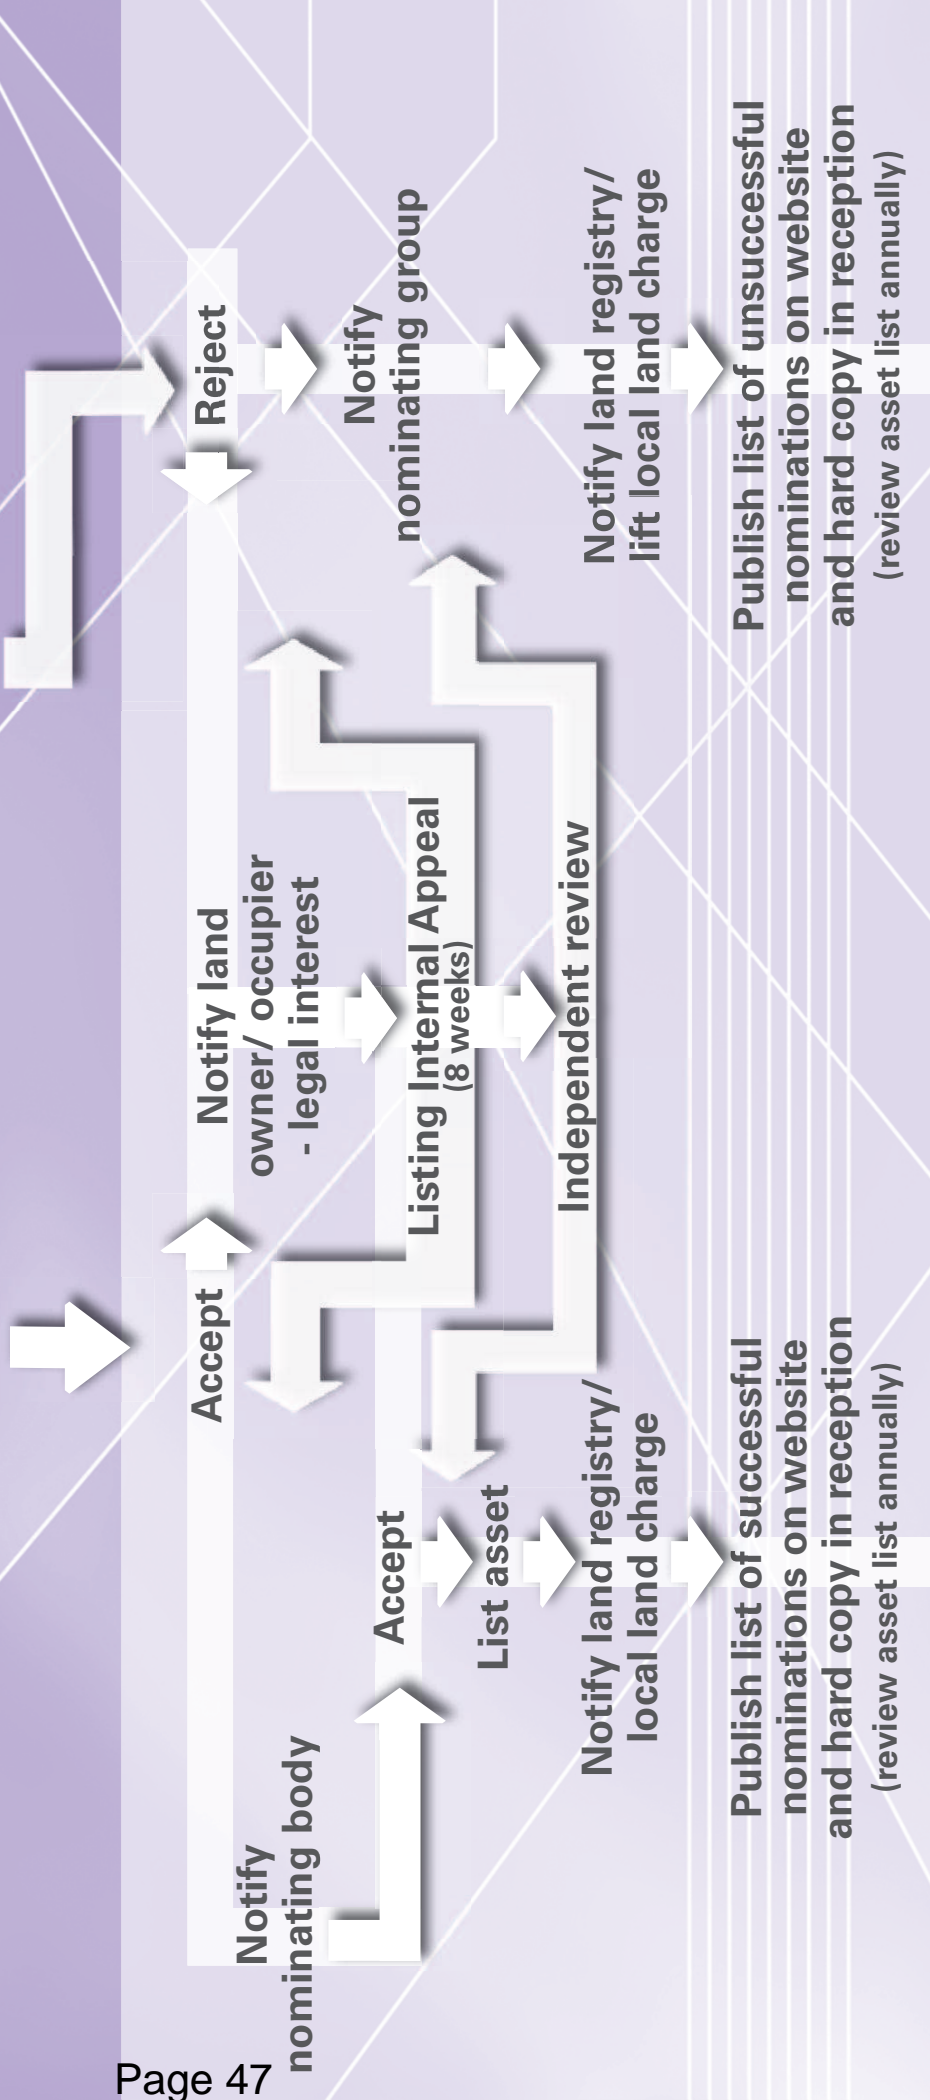 Accept
Notify land
owner/ occupier
- legal interest
Reject
Notify
nominating body
Notify
nominating group
Accept
Listing Internal Appeal
(8 weeks)
List asset
Independent review
Notify land registry/
local land charge
Notify land registry/
lift local land charge
Publish list of successful
nominations on website
and hard copy in reception
(review asset list annually)
Publish list of unsuccessful
nominations on website
and hard copy in reception
(review asset list annually)
Page 47